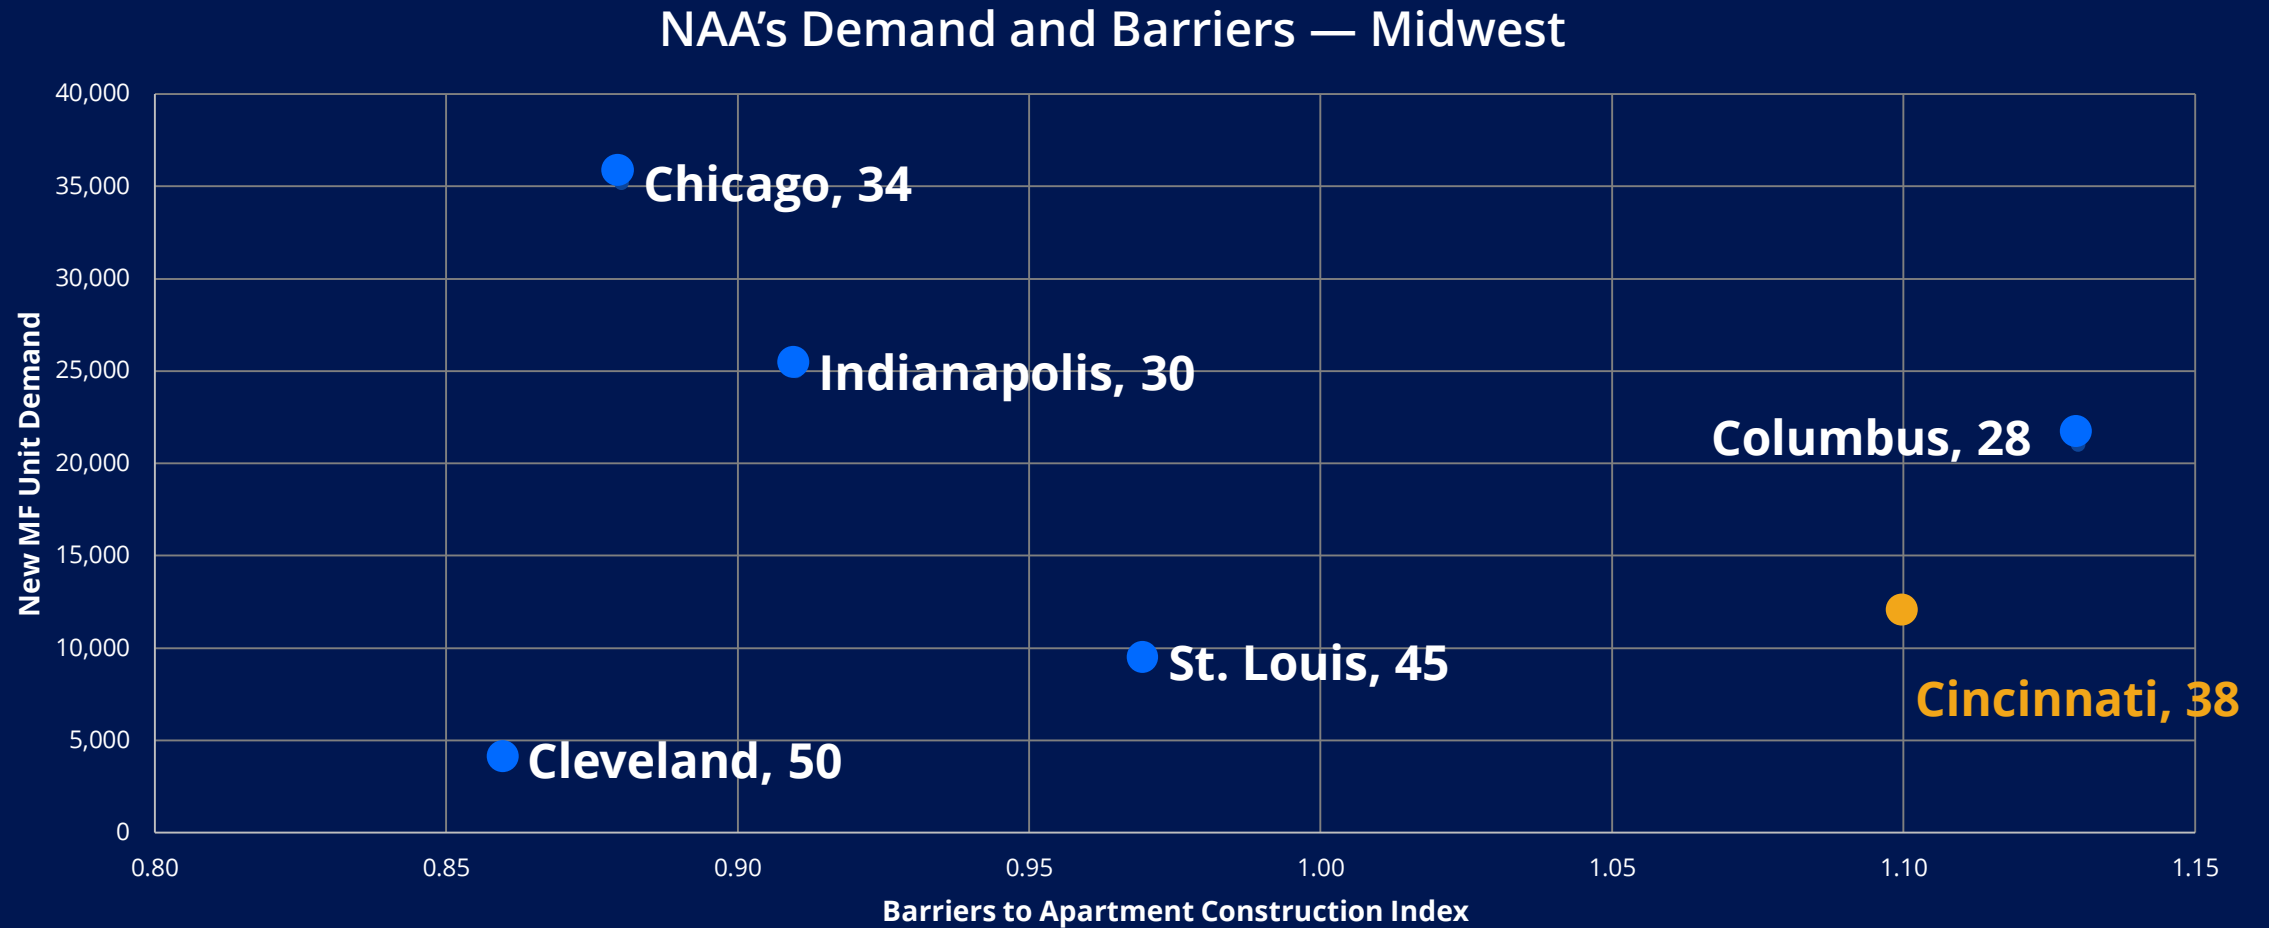 NAA’s Demand and Barriers — Midwest
40,000
35,000
30,000
25,000
20,000
15,000
10,000
5,000
0
New MF Unit Demand
Chicago, 34
Indianapolis, 30
Columbus, 28
St. Louis, 45
Cincinnati, 38
Cleveland, 50
0.80
0.85
0.90
0.95
1.00
1.05
1.10
1.15
Barriers to Apartment Construction Index